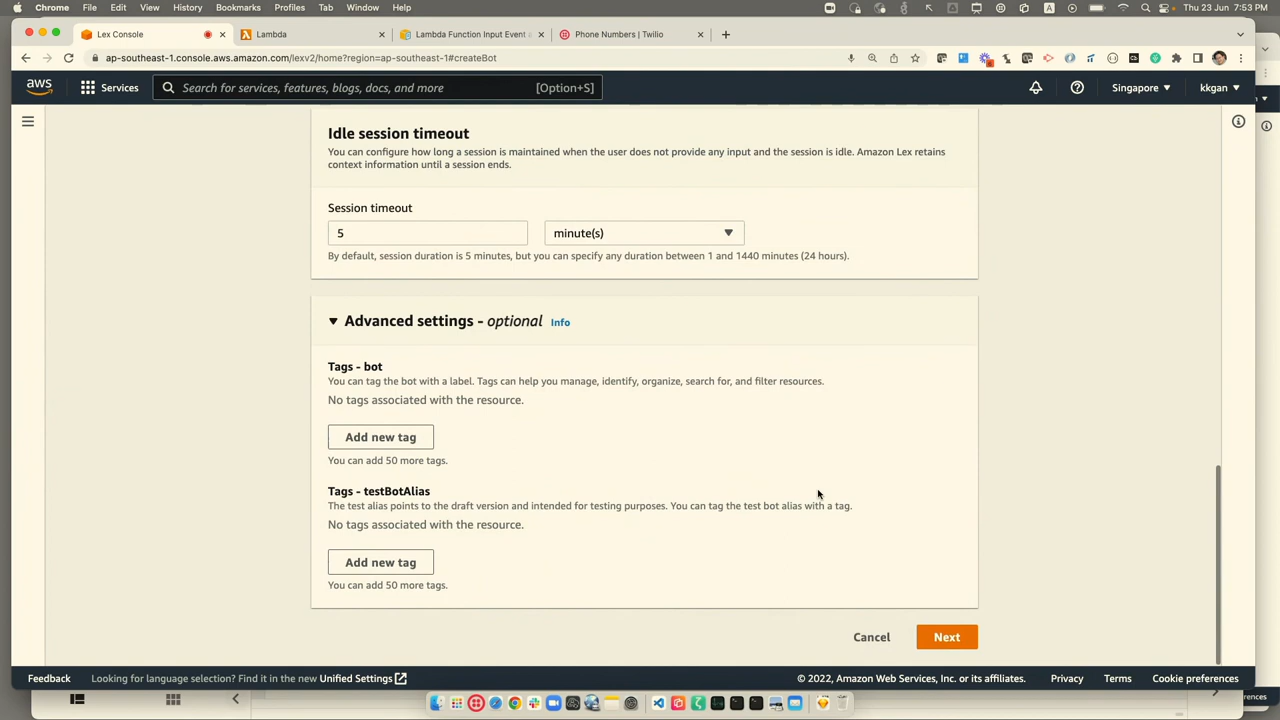 Chrome File Edit View History Bookmarks Profiles Tab Window Help
Thu 23 Jun 7:53 PM
Lex Console
Lambda
Lambda Function Input Event a
Phone Numbers | Twilio
ap-southeast-1.console.aws.amazon.com/lexv2/home?region=ap-southeast-1#createBot
aws
Services
Search for services, features, blogs, docs, and more
[Option+S]
Singapore
kkgan
Idle session timeout
You can configure how long a session is maintained when the user does not provide any input and the session is idle. Amazon Lex retains
context information until a session ends.
Session timeout
5
minute(s)
By default, session duration is 5 minutes, but you can specify any duration between 1 and 1440 minutes (24 hours).
Advanced settings - optional
Info
Tags - bot
You can tag the bot with a label. Tags can help you manage, identify, organize, search for, and filter resources.
No tags associated with the resource.
Add new tag
You can add 50 more tags.
Tags - testBotAlias
The test alias points to the draft version and intended for testing purposes. You can tag the test bot alias with a tag.
No tags associated with the resource.
Add new tag
You can add 50 more tags.
Cancel
Next
Feedback
Looking for language selection? Find it in the new Unified Settings
© 2022, Amazon Web Services, Inc. or its affiliates.
Privacy
Terms
Cookie preferences